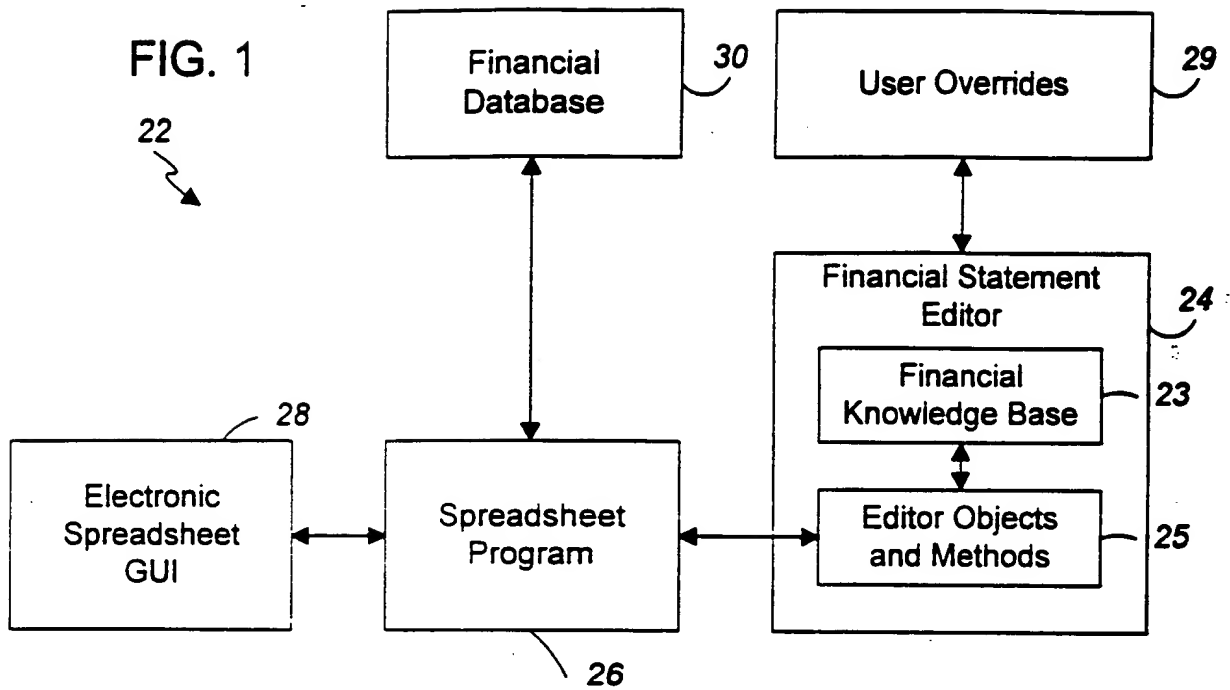 FIG. 1
22
Financial
Database
30
User Overrides
29
Financial Statement
Editor
24
Financial
Knowledge Base
23
Editor Objects
and Methods
25
28
Electronic
Spreadsheet
GUI
Spreadsheet
Program
26